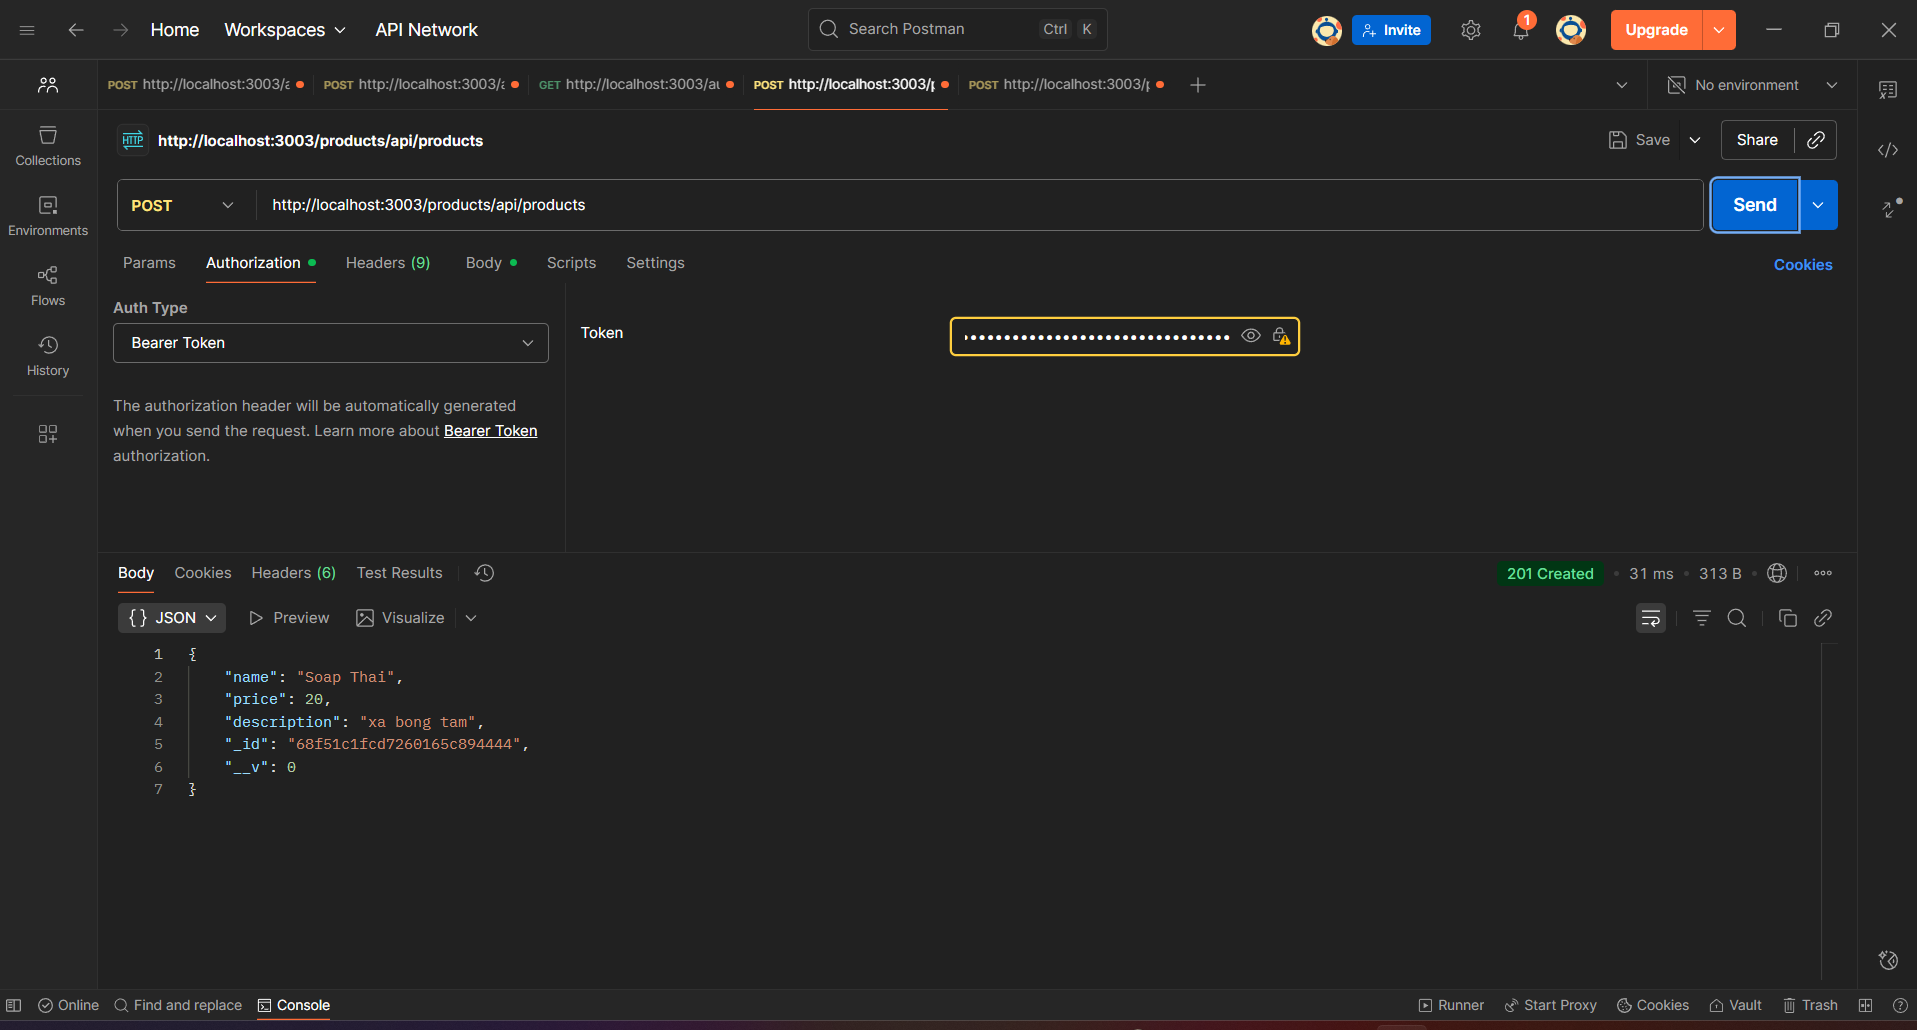 Home Workspaces API Network Search Postman Ctrl K Invite 1 Upgrade
POST http://localhost:3003/a POST http://localhost:3003/a GET http://localhost:3003/au POST http://localhost:3003/p POST http://localhost:3003/p No environment
Collections
Environments
Flows
History
HTTP http://localhost:3003/products/api/products Save Share
POST http://localhost:3003/products/api/products Send
Params Authorization Headers (9) Body Scripts Settings Cookies
Auth Type
Bearer Token
Token
The authorization header will be automatically generated
when you send the request. Learn more about Bearer Token
authorization.
Body Cookies Headers (6) Test Results 201 Created 31 ms 313 B
{} JSON Preview Visualize
1 {
2 "name": "Soap Thai",
3 "price": 20,
4 "description": "xa bong tam",
5 "_id": "68f51c1fcd7260165c894444",
6 "__v": 0
7 }
Online Find and replace Console Runner Start Proxy Cookies Vault Trash